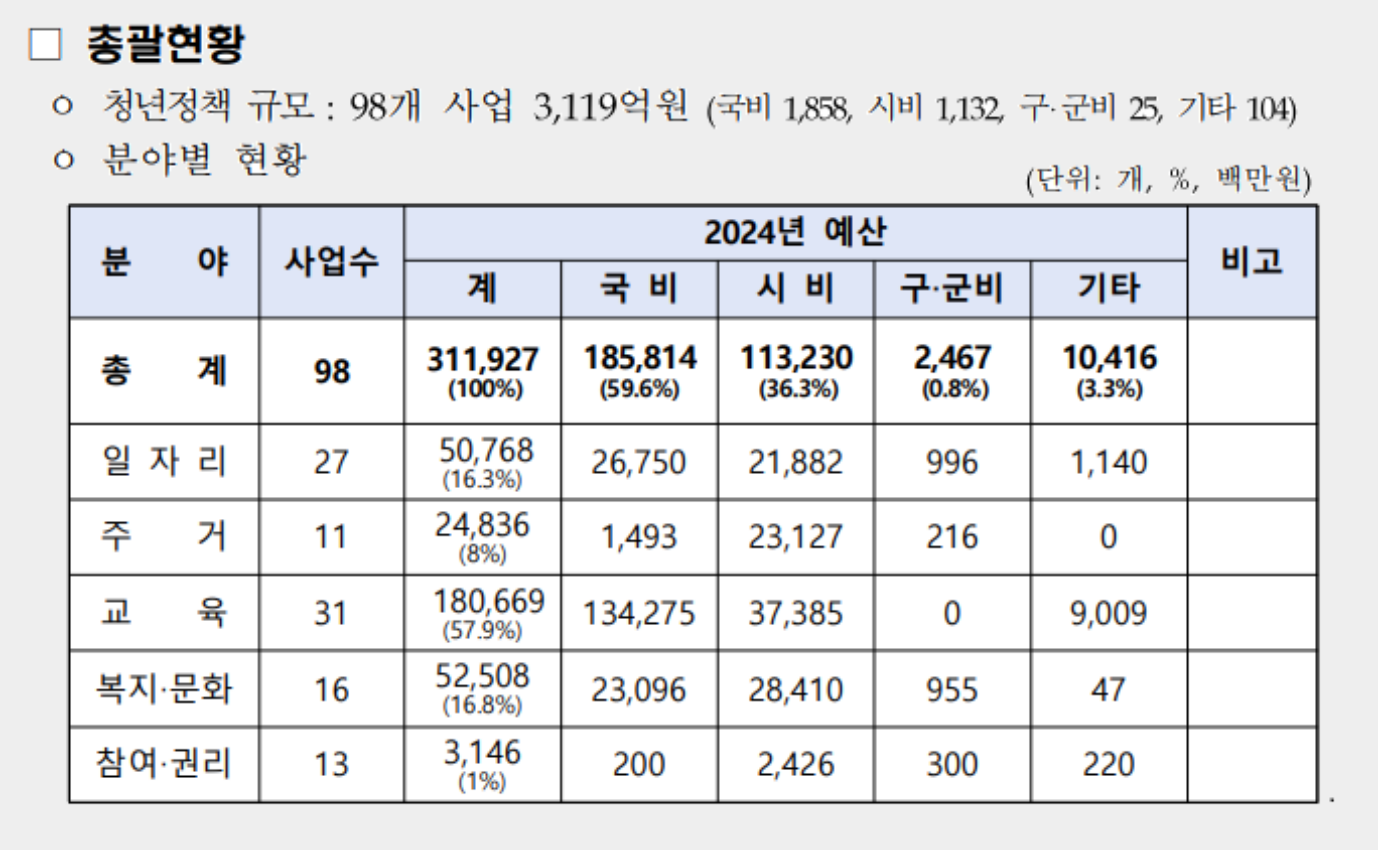 □ 총괄현황
○ 청년정책 규모 : 98개 사업 3,119억원 (국비 1,858, 시비 1,132, 구·군비 25, 기타 104)
○ 분야별 현황
(단위: 개, %, 백만원)
분 야 사업수 2024년 예산 비고
계 국 비 시 비 구·군비 기타
총 계 98 311,927 185,814 113,230 2,467 10,416
(100%) (59.6%) (36.3%) (0.8%) (3.3%)
일 자 리 27 50,768 26,750 21,882 996 1,140
(16.3%)
주 거 11 24,836 1,493 23,127 216 0
(8%)
교 육 31 180,669 134,275 37,385 0 9,009
(57.9%)
복지·문화 16 52,508 23,096 28,410 955 47
(16.8%)
참여·권리 13 3,146 200 2,426 300 220
(1%)
.